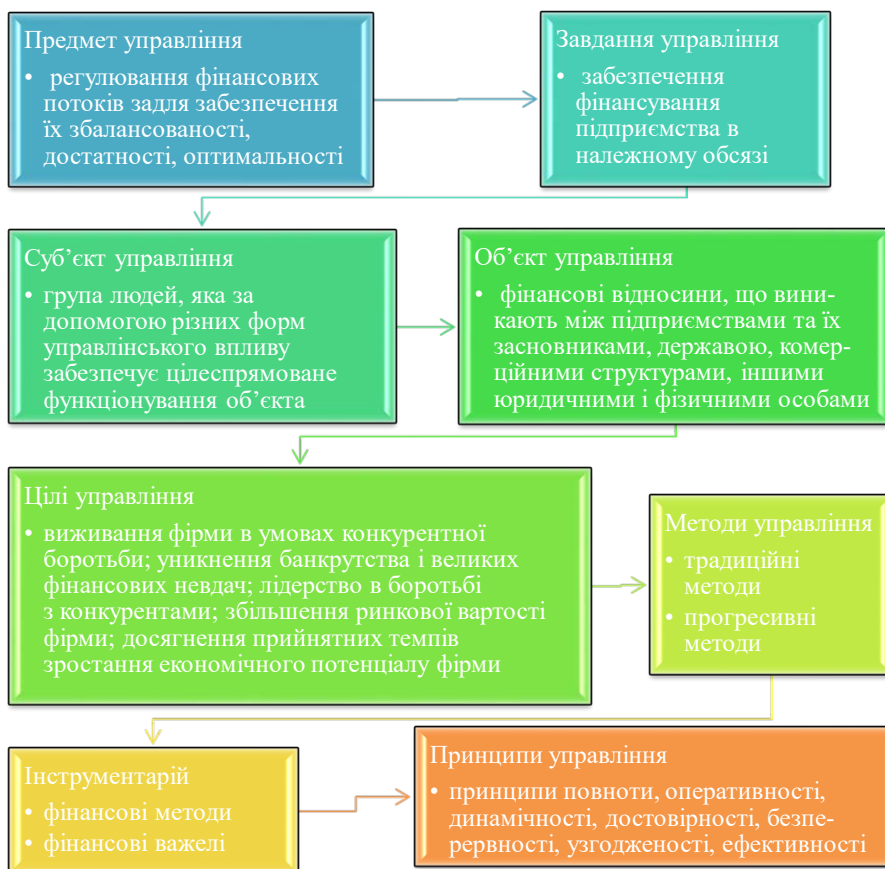 Предмет управління
• регулювання фінансових
потоків задля забезпечення
їх збалансованості,
достатності, оптимальності
Завдання управління
• забезпечення
фінансування
підприємства в
належному обсязі
Суб’єкт управління
• група людей, яка за
допомогою різних форм
управлінського впливу
забезпечує цілеспрямоване
функціонування об’єкта
Об’єкт управління
• фінансові відносини, що вини-
кають між підприємствами та їх
засновниками, державою, комер-
ційними структурами, іншими
юридичними і фізичними особами
Цілі управління
• виживання фірми в умовах конкурентної
боротьби; уникнення банкрутства і великих
фінансових невдач; лідерство в боротьбі
з конкурентами; збільшення ринкової вартості
фірми; досягнення прийнятних темпів
зростання економічного потенціалу фірми
Методи управління
• традиційні
методи
• прогресивні
методи
Інструментарій
• фінансові методи
• фінансові важелі
Принципи управління
• принципи повноти, оперативності,
динамічності, достовірності, безпе-
рервності, узгодженості, ефективності